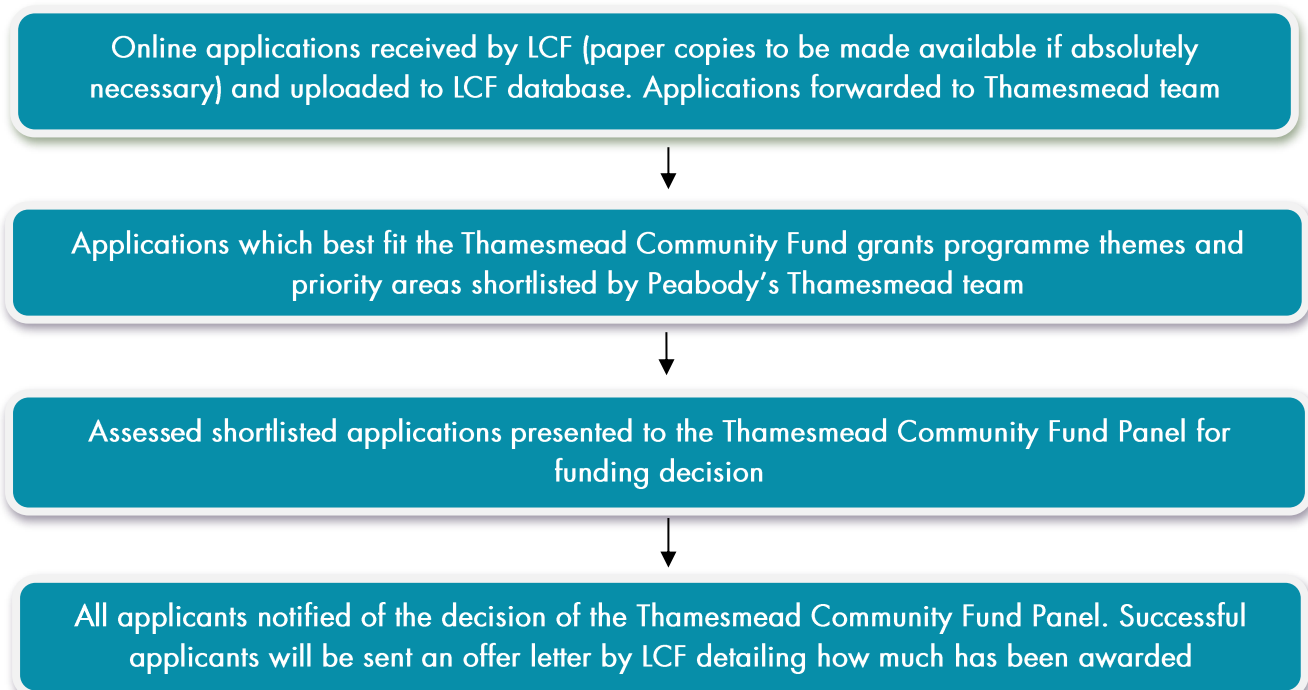 Online applications received by LCF (paper copies to be made available if absolutely
necessary) and uploaded to LCF database. Applications forwarded to Thamesmead team
Applications which best fit the Thamesmead Community Fund grants programme themes and
priority areas shortlisted by Peabody’s Thamesmead team
Assessed shortlisted applications presented to the Thamesmead Community Fund Panel for
funding decision
All applicants notified of the decision of the Thamesmead Community Fund Panel. Successful
applicants will be sent an offer letter by LCF detailing how much has been awarded